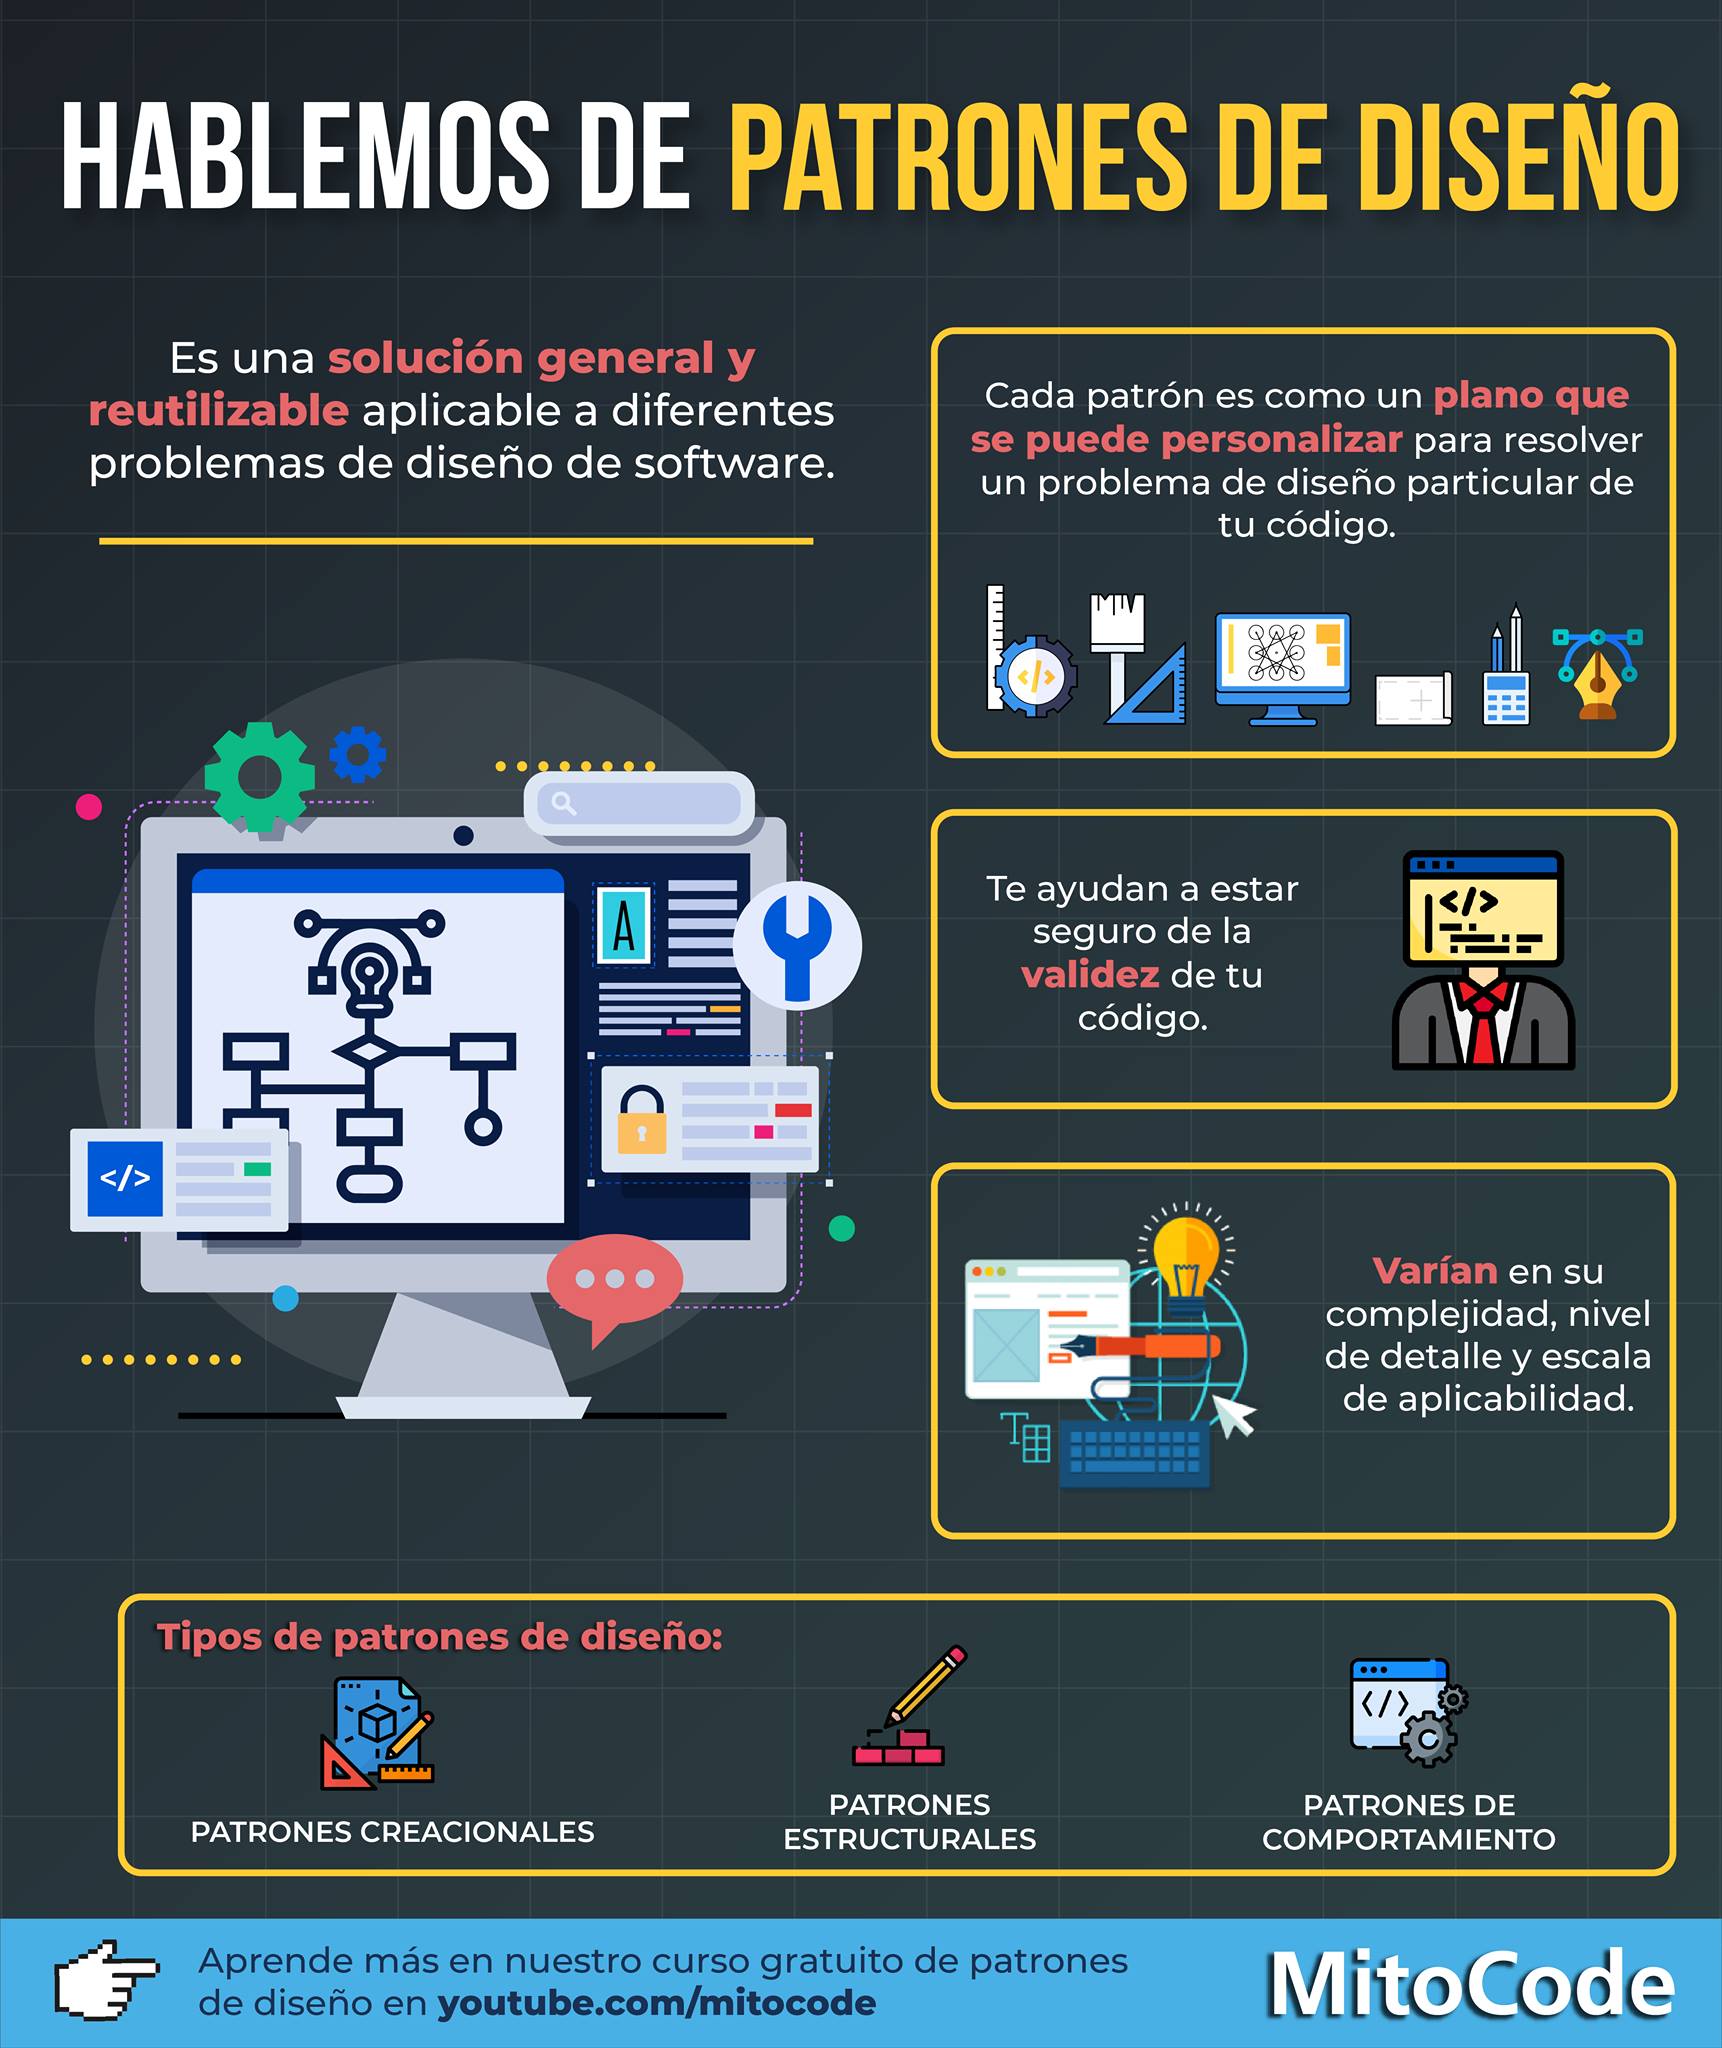 HABLEMOS DE PATRONES DE DISEÑO
Es una solución general y
reutilizable aplicable a diferentes
problemas de diseño de software.
Cada patrón es como un plano que
se puede personalizar para resolver
un problema de diseño particular de
tu código.
</>
A
</>
Te ayudan a estar
seguro de la
validez de tu
código.
</>
Varían en su
complejidad, nivel
de detalle y escala
de aplicabilidad.
T
Tipos de patrones de diseño:
</>
PATRONES CREACIONALES
PATRONES
ESTRUCTURALES
PATRONES DE
COMPORTAMIENTO
Aprende más en nuestro curso gratuito de patrones
de diseño en youtube.com/mitocode
MitoCode